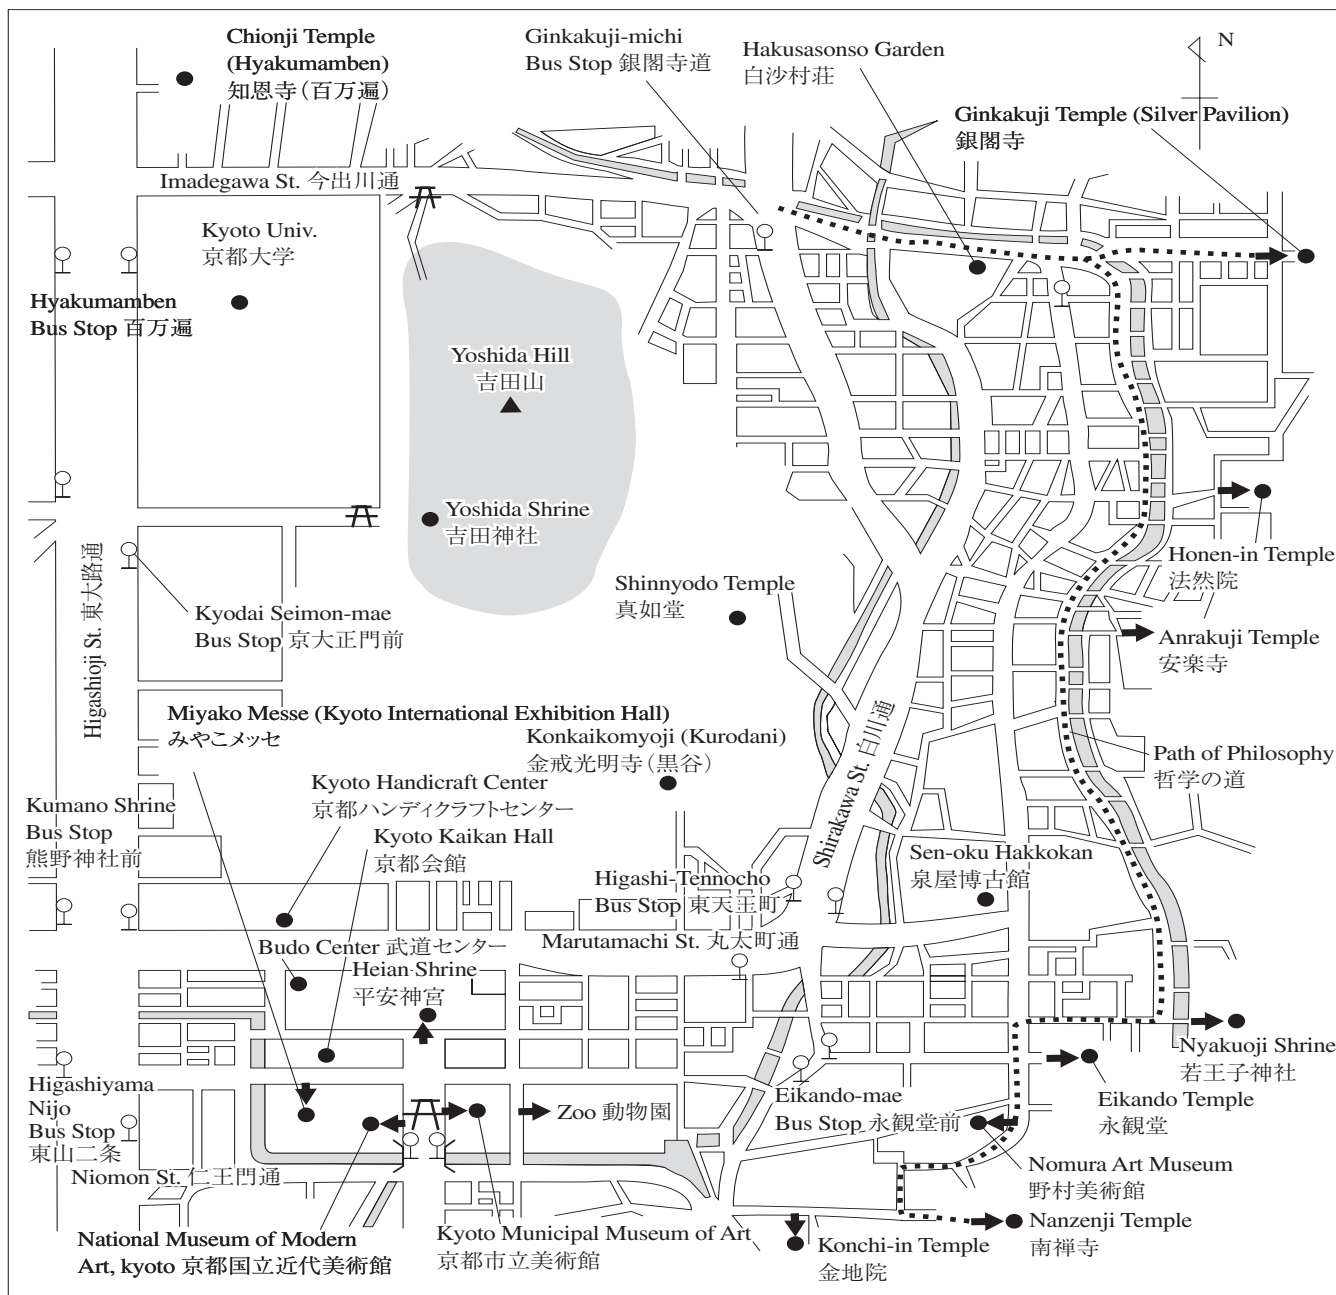 Chionji Temple
(Hyakumamben)
知恩寺（百万遍）
Ginkakuji-michi
Bus Stop 銀閣寺道
Hakusasonso Garden
白沙村荘
N
Ginkakuji Temple (Silver Pavilion)
銀閣寺
Imadegawa St. 今出川通
Kyoto Univ.
京都大学
Hyakumamben
Bus Stop 百万遍
Yoshida Hill
吉田山
Yoshida Shrine
吉田神社
Honen-in Temple
法然院
Higashioji St. 東大路通
Kyodai Seimon-mae
Bus Stop 京大正門前
Shinnyodo Temple
真如堂
Anrakuji Temple
安楽寺
Miyako Messe (Kyoto International Exhibition Hall)
みやこメッセ
Konkaikomyoji (Kurodani)
金戒光明寺（黒谷）
Shirakawa St. 白川通
Path of Philosophy
哲学の道
Kyoto Handicraft Center
京都ハンディクラフトセンター
Kumano Shrine
Bus Stop
熊野神社前
Kyoto Kaikan Hall
京都会館
Higashi-Tennocho
Bus Stop 東天王町
Sen-oku Hakkokan
泉屋博古館
Marutamachi St. 丸太町通
Budo Center 武道センター
Heian Shrine
平安神宮
Nyakuoji Shrine
若王子神社
Higashiyama
Nijo
Bus Stop
東山二条
Zoo 動物園
Eikando-mae
Bus Stop 永観堂前
Eikando Temple
永観堂
Niomon St. 仁王門通
Nomura Art Museum
野村美術館
National Museum of Modern
Art, kyoto 京都国立近代美術館
Kyoto Municipal Museum of Art
京都市立美術館
Konchi-in Temple
金地院
Nanzenji Temple
南禅寺